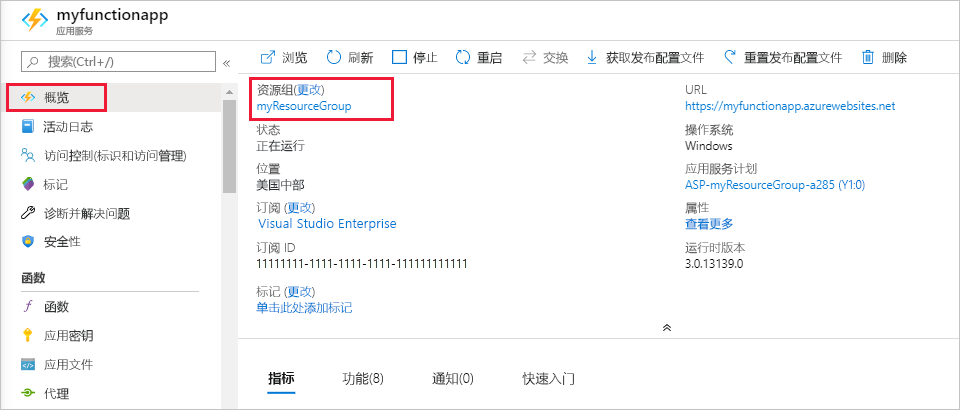 myfunctionapp
应用服务
搜索(Ctrl+/)
«
概览
活动日志
访问控制(标识和访问管理)
标记
诊断并解决问题
安全性
函数
函数
应用密钥
应用文件
代理
浏览 刷新 停止 重启 交换 获取发布配置文件 重置发布配置文件 删除
资源组(更改)
myResourceGroup
状态
正在运行
位置
美国中部
订阅 (更改)
Visual Studio Enterprise
订阅 ID
11111111-1111-1111-1111-111111111111
标记 (更改)
单击此处添加标记
URL
https://myfunctionapp.azurewebsites.net
操作系统
Windows
应用服务计划
ASP-myResourceGroup-a285 (Y1:0)
属性
查看更多
运行时版本
3.0.13139.0
指标 功能(8) 通知(0) 快速入门